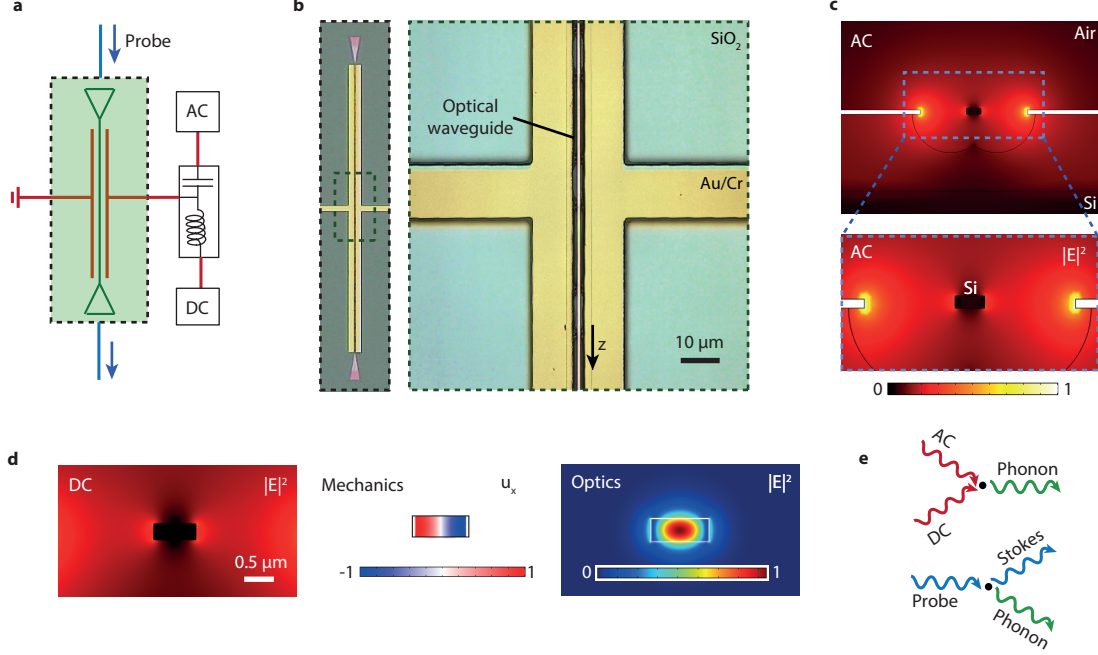 a
Probe
AC
DC
b
SiO2
Optical
waveguide
Au/Cr
z
10 μm
c
AC
Air
Si
AC
|E|²
Si
0
1
d
DC
|E|²
0.5 μm
Mechanics
u_x
-1
1
Optics
|E|²
0
1
e
AC
DC
Phonon
Probe
Stokes
Phonon